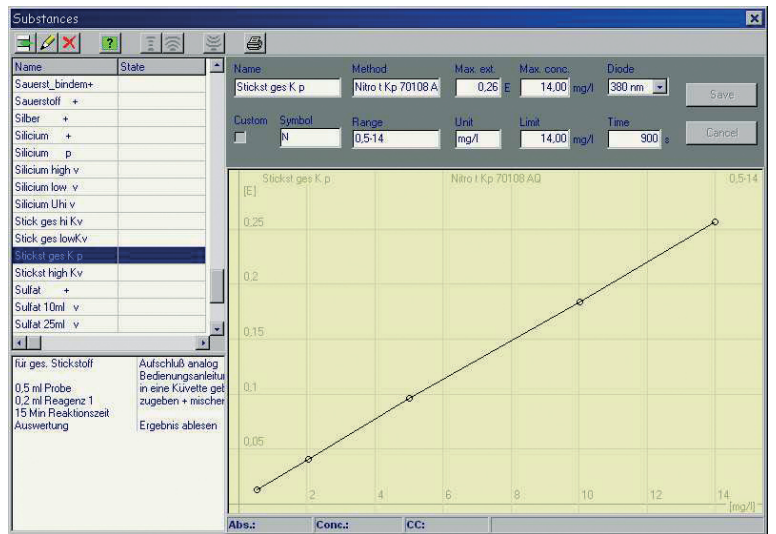 Substances
Name State
Sauerst_bindem+
Sauerstoff +
Silber +
Silicium +
Silicium p
Silicium high v
Silicium low v
Silicium Uhi v
Stick ges hi Kv
Stick ges lowKv
Stickst ges K p
Stickst high Kv
Sulfat +
Sulfat 10ml v
Sulfat 25ml v
für ges. Stickstoff Aufschluß analog
Bedienungsanleitu
0,5 ml Probe in eine Küvette geb
0,2 ml Reagenz 1 zugeben + mischen
15 Min Reaktionszeit
Auswertung Ergebnis ablesen
Name Method Max. ext. Max. conc. Diode
Stickst ges K p Nitro t Kp 70108 A 0,26 E 14,00 mg/l 380 nm Save
Custom Symbol Range Unit Limit Time
N 0,5-14 mg/l 14,00 mg/l 900 s Cancel
Stickst ges K p Nitro t Kp 70108 AQ 0,5-14
[E]
0,25
0,2
0,15
0,1
0,05
2 4 6 8 10 12 14
[mg/l]
Abs.: Conc.: CC: